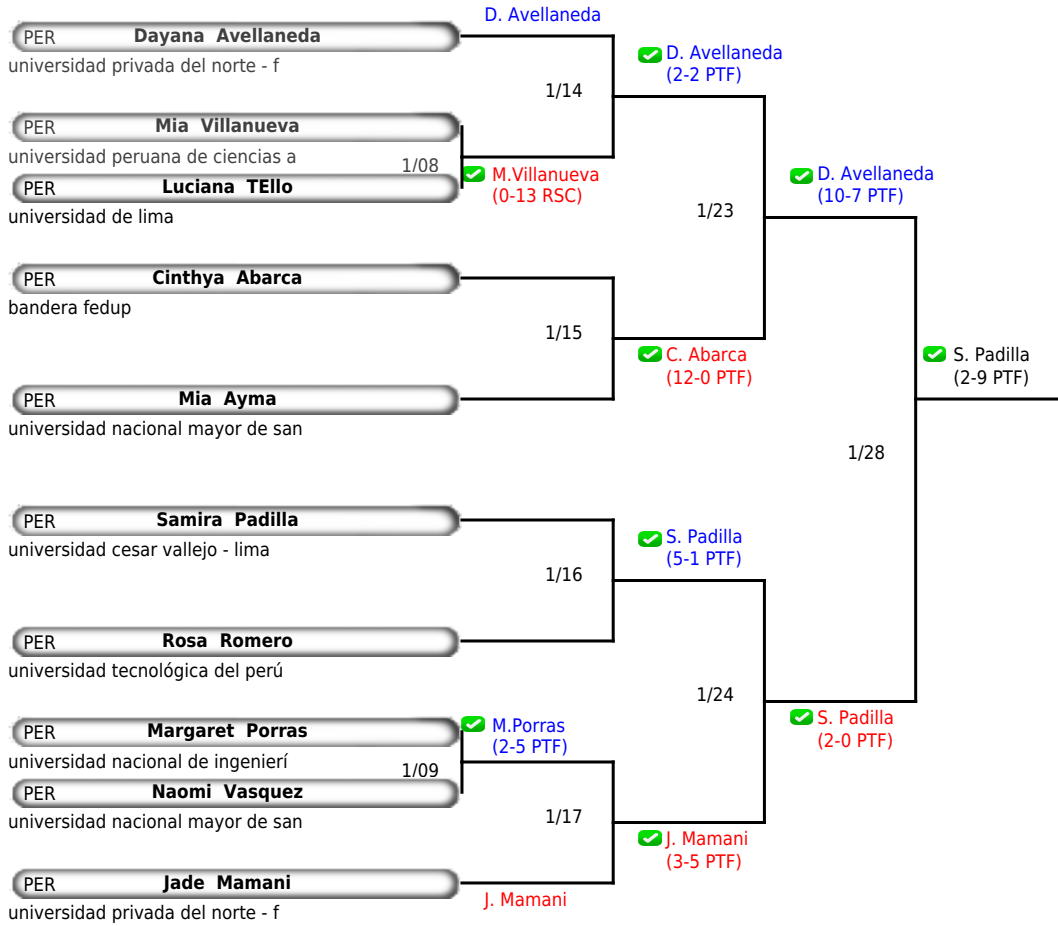 D. Avellaneda
PER Dayana Avellaneda
universidad privada del norte - f
D. Avellaneda
(2-2 PTF)
1/14
PER Mia Villanueva
universidad peruana de ciencias a
1/08
M.Villanueva
(0-13 RSC)
PER Luciana TEllo
universidad de lima
D. Avellaneda
(10-7 PTF)
1/23
PER Cinthya Abarca
bandera fedup
1/15
C. Abarca
(12-0 PTF)
S. Padilla
(2-9 PTF)
PER Mia Ayma
universidad nacional mayor de san
1/28
PER Samira Padilla
universidad cesar vallejo - lima
S. Padilla
(5-1 PTF)
1/16
PER Rosa Romero
universidad tecnológica del perú
1/24
S. Padilla
(2-0 PTF)
PER Margaret Porras
universidad nacional de ingenierí
M.Porras
(2-5 PTF)
1/09
PER Naomi Vasquez
universidad nacional mayor de san
1/17
J. Mamani
(3-5 PTF)
PER Jade Mamani
J. Mamani
universidad privada del norte - f